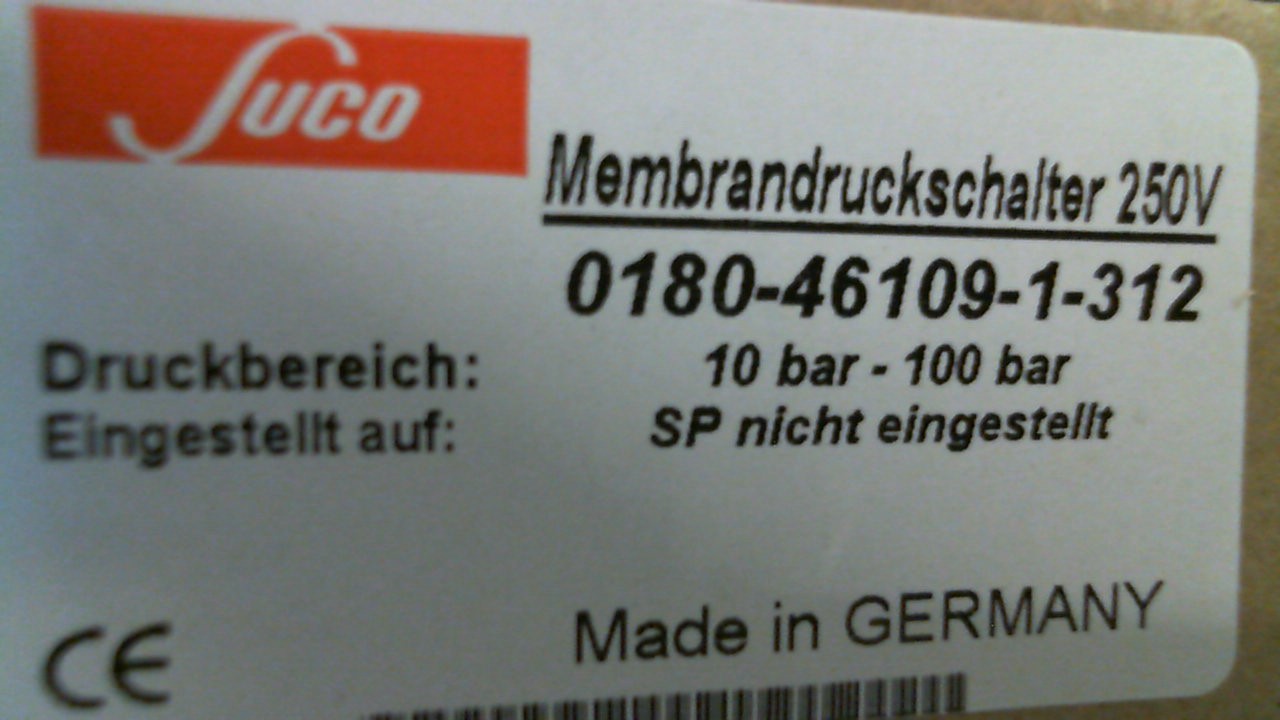 Suco
Membrandruckschalter 250V
0180-46109-1-312
Druckbereich: 10 bar - 100 bar
Eingestellt auf: SP nicht eingestellt
CE Made in GERMANY